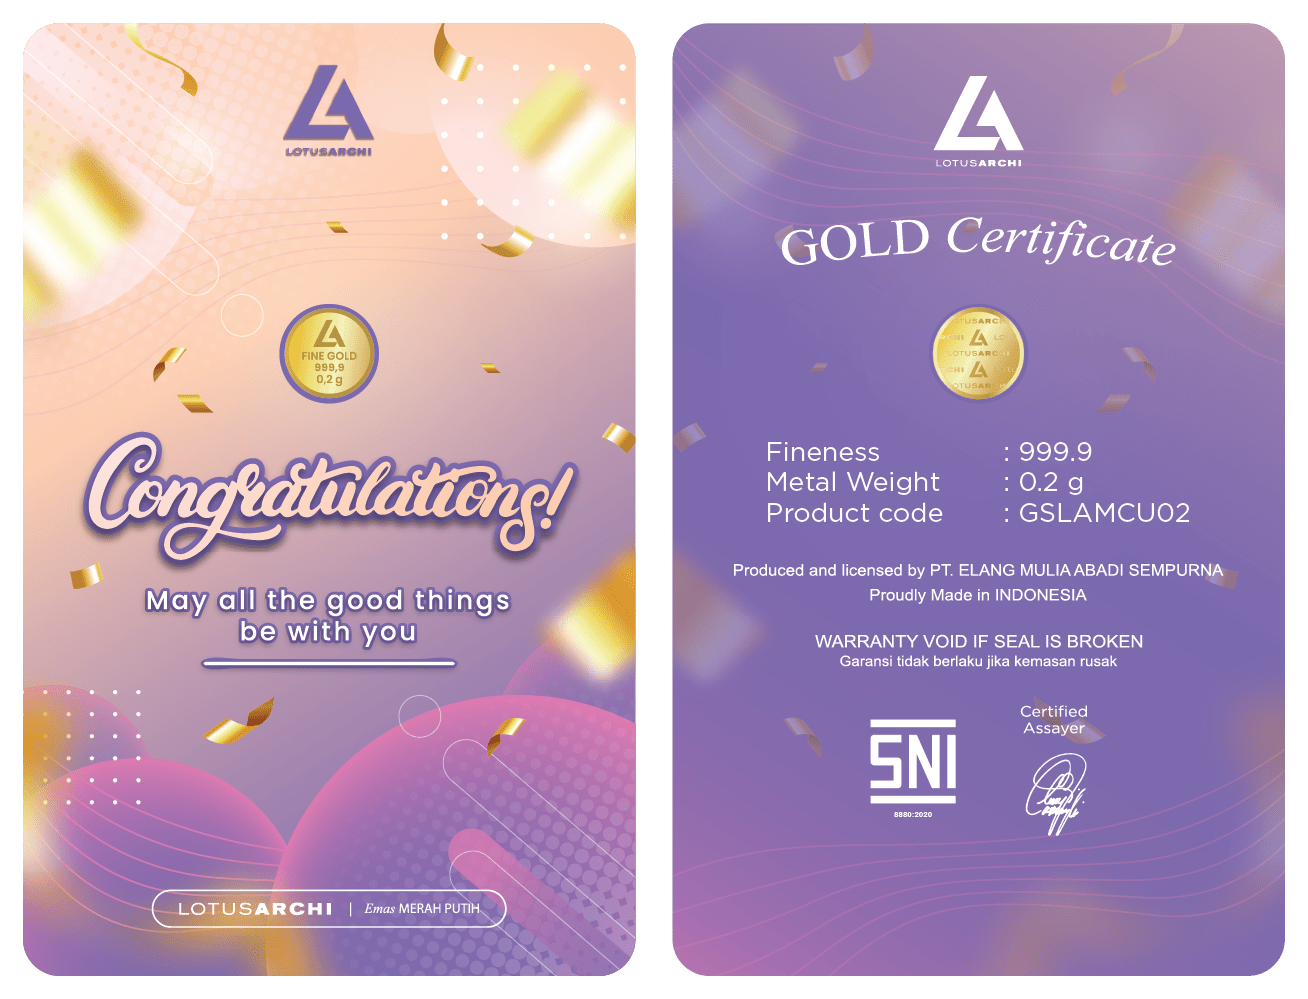 LOTUSARCHI
FINE GOLD
999,9
0,2 g
Congratulations!
May all the good things
be with you
LOTUSARCHI | Emas MERAH PUTIH
LOTUSARCHI
GOLD Certificate
LOTUSARCHI
LOTUSARCHI
Fineness : 999.9
Metal Weight : 0.2 g
Product code : GSLAMCU02
Produced and licensed by PT. ELANG MULIA ABADI SEMPURNA
Proudly Made in INDONESIA
WARRANTY VOID IF SEAL IS BROKEN
Garansi tidak berlaku jika kemasan rusak
SNI
8880:2020
Certified
Assayer